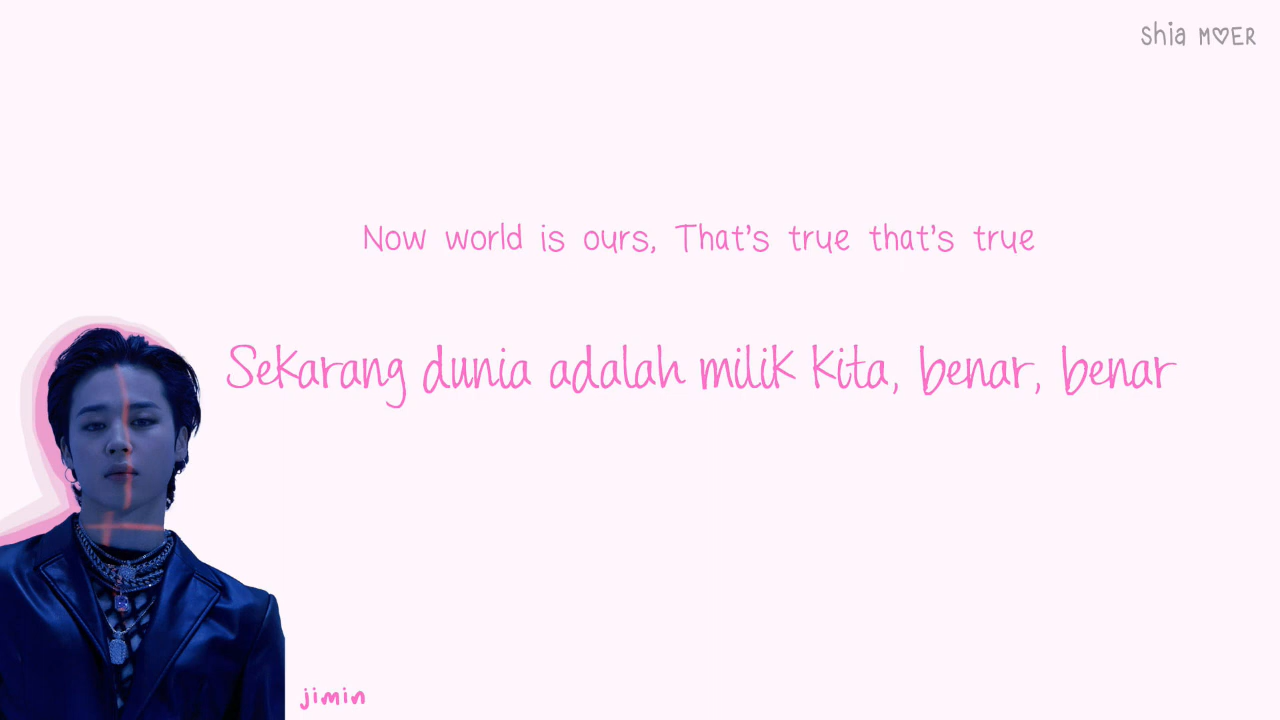 Shia M♡ER
Now world is ours, That's true that's true
Sekarang dunia adalah milik kita, benar, benar
jimin